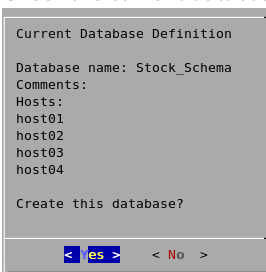 Current Database Definition
Database name: Stock_Schema
Comments:
Hosts:
host01
host02
host03
host04
Create this database?
< Yes > < No >